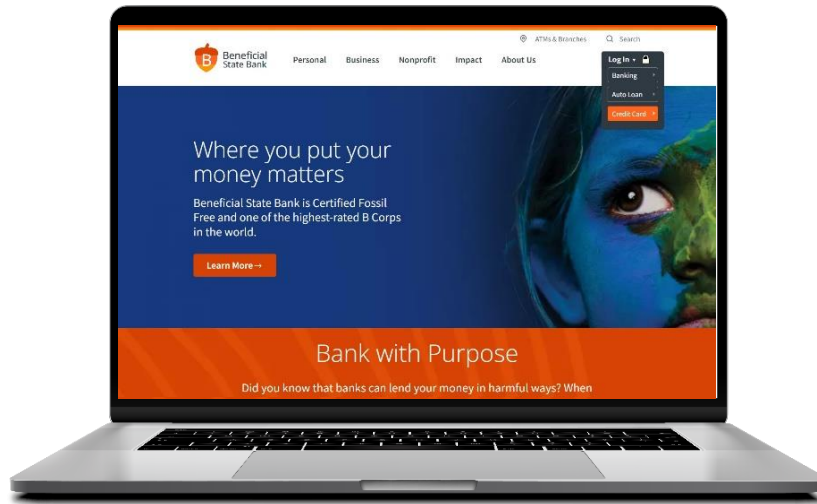 ATMs & Branches
Search
B
Beneficial
State Bank
Personal
Business
Nonprofit
Impact
About Us
Log In
Banking
Auto Loan
Credit Card
Where you put your
money matters
Beneficial State Bank is Certified Fossil
Free and one of the highest-rated B Corps
in the world.
Learn More→
Bank with Purpose
Did you know that banks can lend your money in harmful ways? When